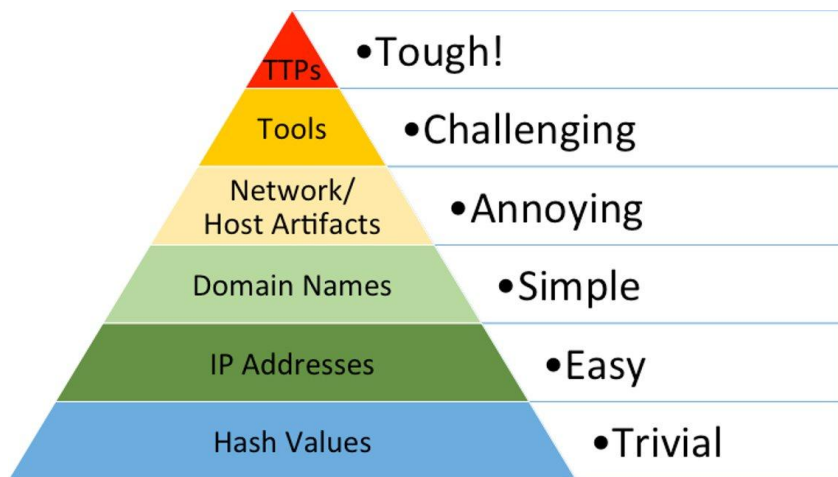 TTPs
•Tough!
Tools
•Challenging
Network/
Host Artifacts
•Annoying
Domain Names
•Simple
IP Addresses
•Easy
Hash Values
•Trivial